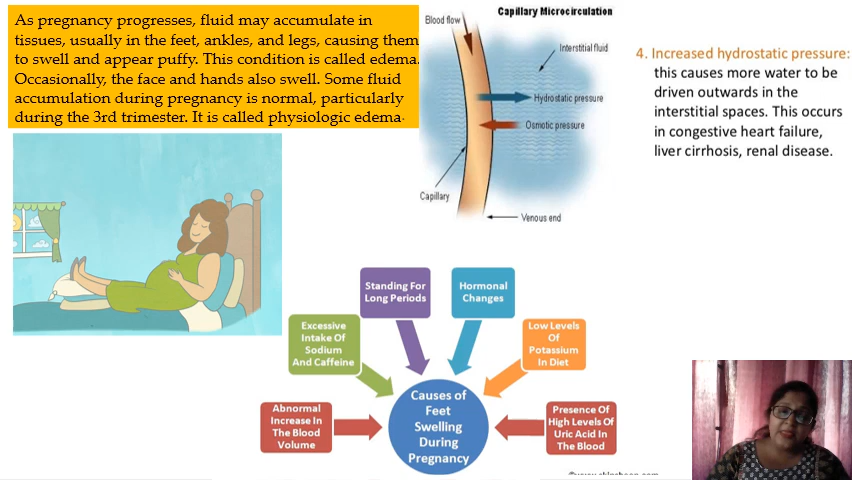 As pregnancy progresses, fluid may accumulate in
tissues, usually in the feet, ankles, and legs, causing them
to swell and appear puffy. This condition is called edema.
Occasionally, the face and hands also swell. Some fluid
accumulation during pregnancy is normal, particularly
during the 3rd trimester. It is called physiologic edema.
Capillary Microcirculation
Blood flow
Interstitial fluid
Hydrostatic pressure
Osmotic pressure
Capillary
Venous end
4. Increased hydrostatic pressure:
this causes more water to be
driven outwards in the
interstitial spaces. This occurs
in congestive heart failure,
liver cirrhosis, renal disease.
Standing For
Long Periods
Hormonal
Changes
Excessive
Intake Of
Sodium
And Caffeine
Low Levels
Of
Potassium
In Diet
Abnormal
Increase In
The Blood
Volume
Causes of
Feet
Swelling
During
Pregnancy
Presence Of
High Levels Of
Uric Acid In
The Blood